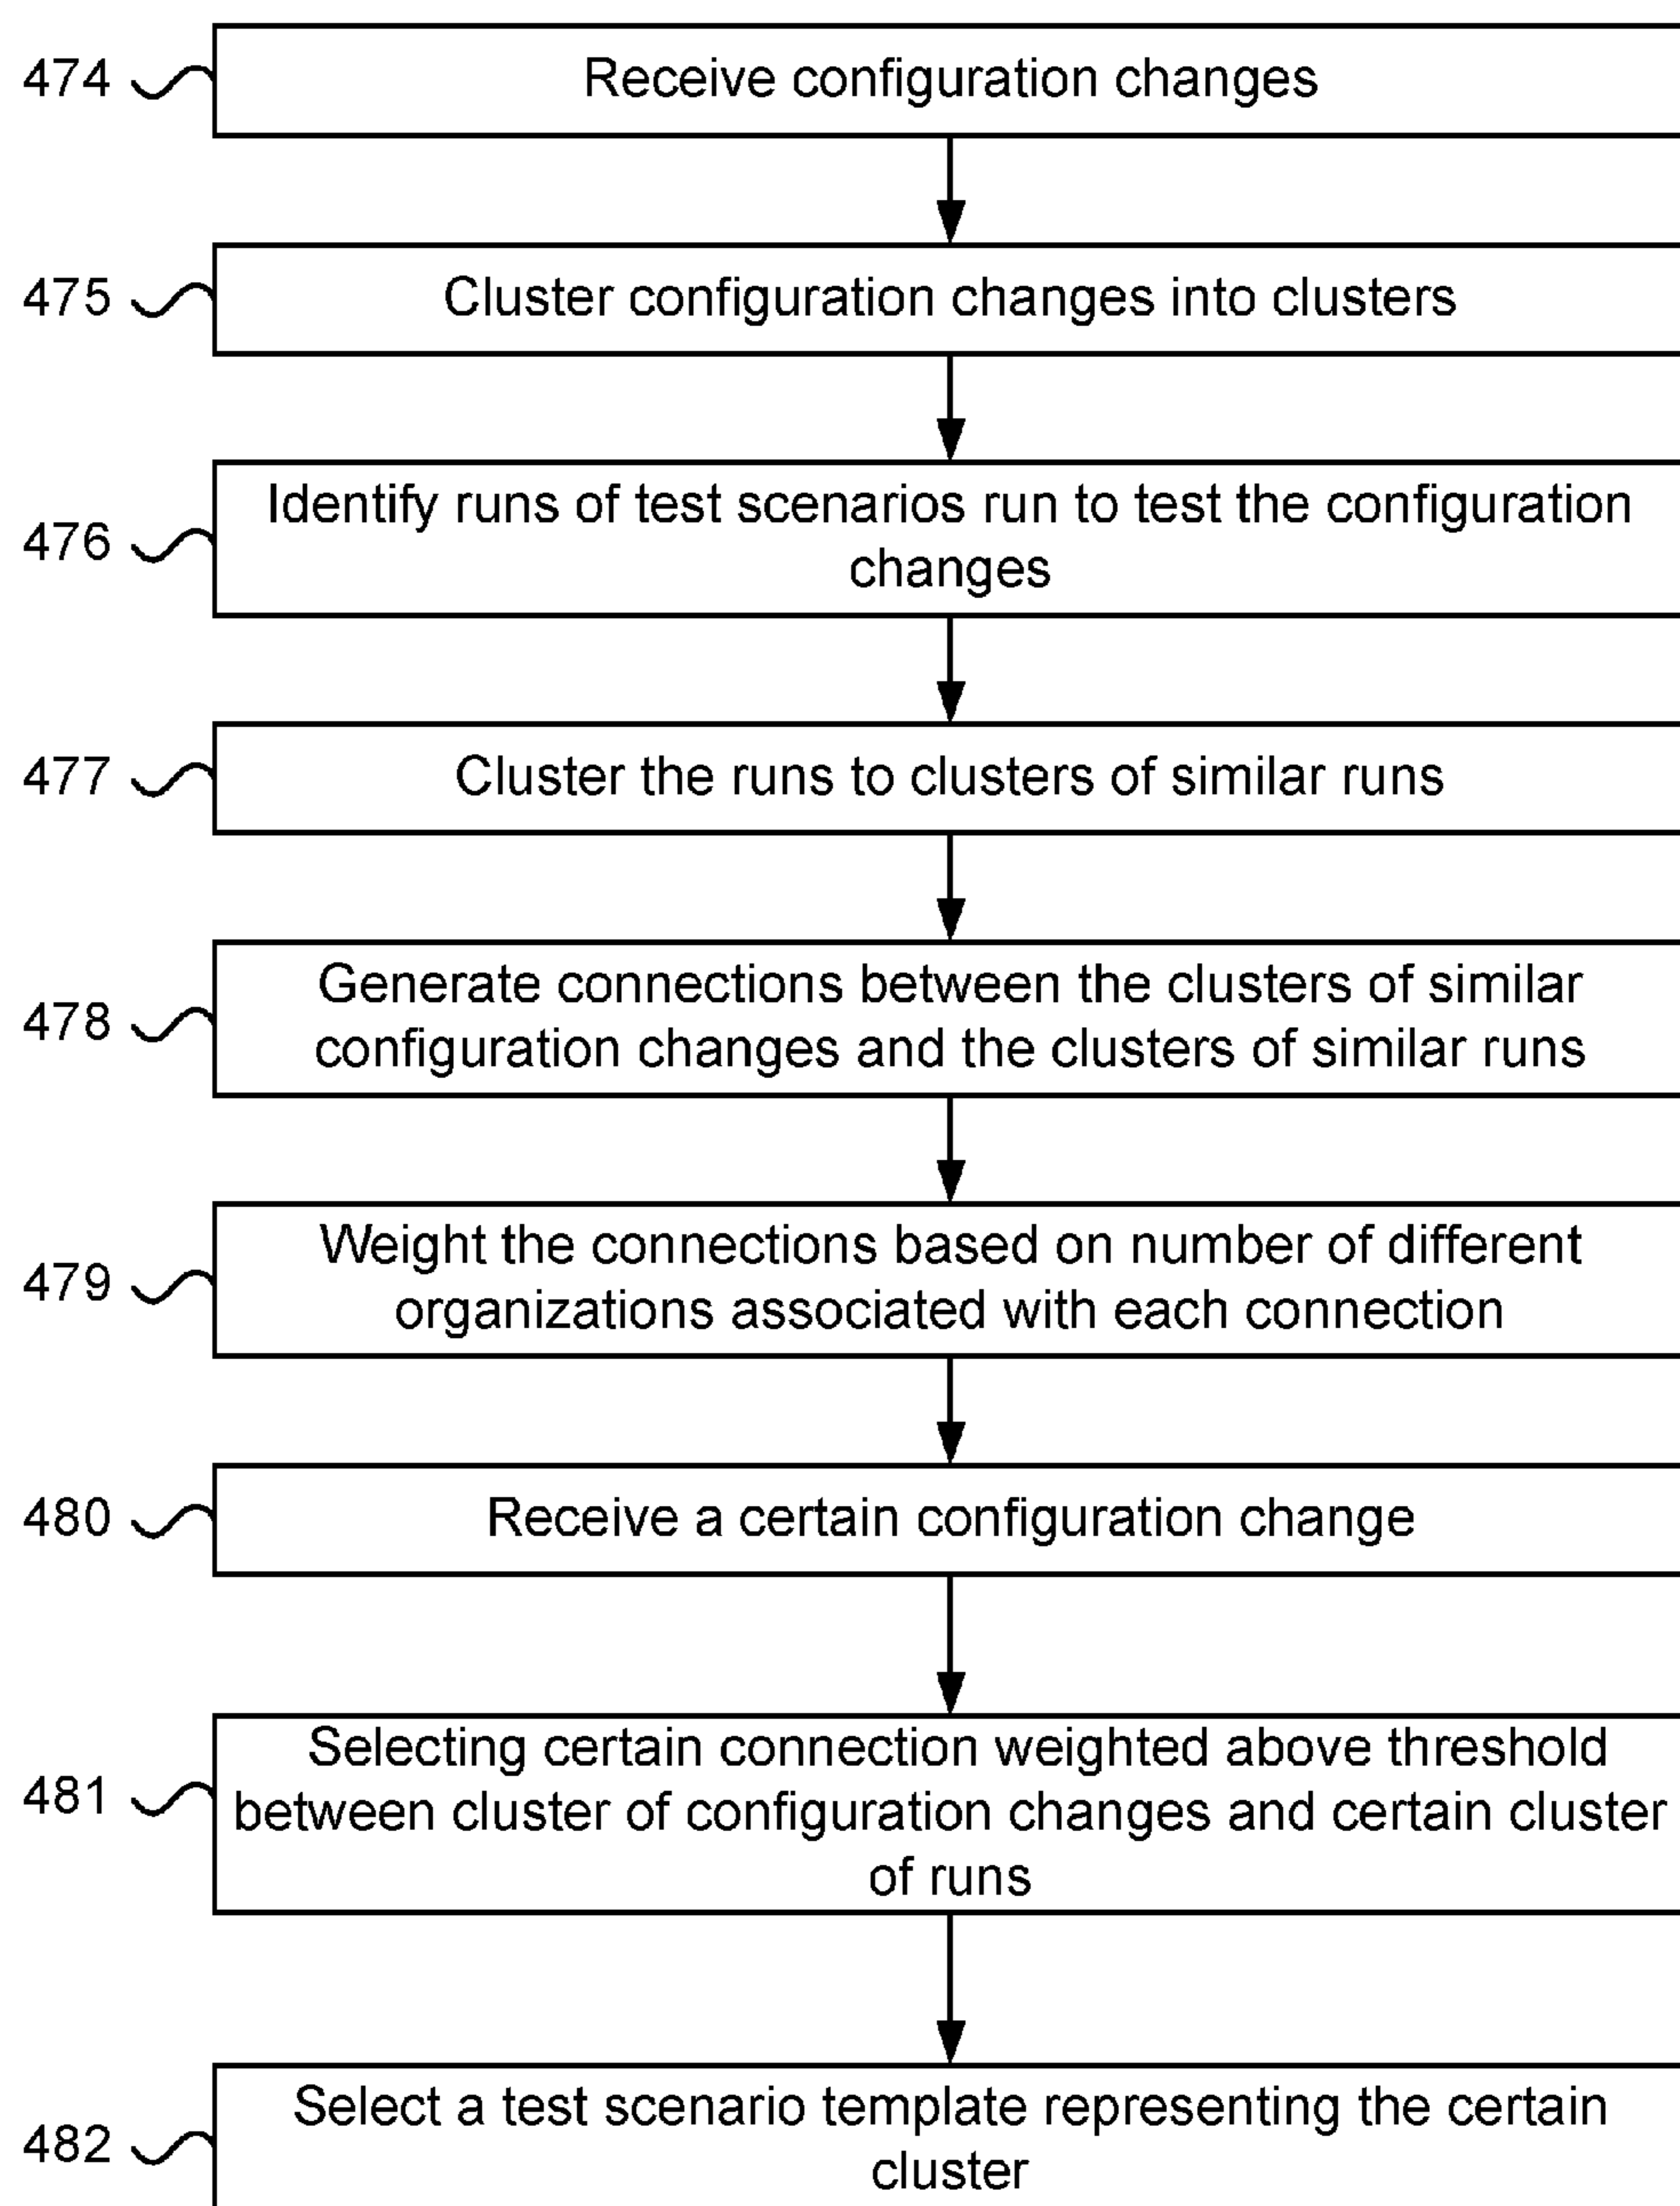 474
Receive configuration changes
475
Cluster configuration changes into clusters
476
Identify runs of test scenarios run to test the configuration
changes
477
Cluster the runs to clusters of similar runs
478
Generate connections between the clusters of similar
configuration changes and the clusters of similar runs
479
Weight the connections based on number of different
organizations associated with each connection
480
Receive a certain configuration change
481
Selecting certain connection weighted above threshold
between cluster of configuration changes and certain cluster
of runs
482
Select a test scenario template representing the certain
cluster